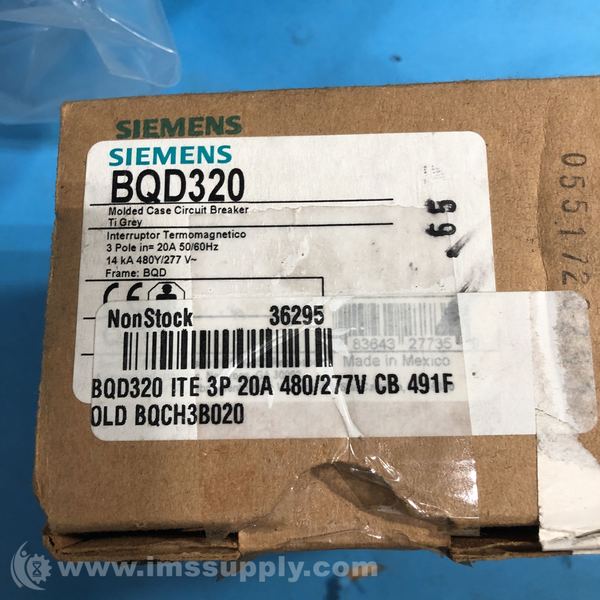 SIEMENS
SIEMENS
BQD320
Molded Case Circuit Breaker
Ti Grey
Interruptor Termomagnetico
3 Pole in= 20A 50/60Hz
14 kA 480Y/277 V~
Frame: BQD
65
055172
NonStock 36295
83643 27735
Made in Mexico
BQD320 ITE 3P 20A 480/277V CB 491F
OLD BQCH3B020
www.imssupply.com